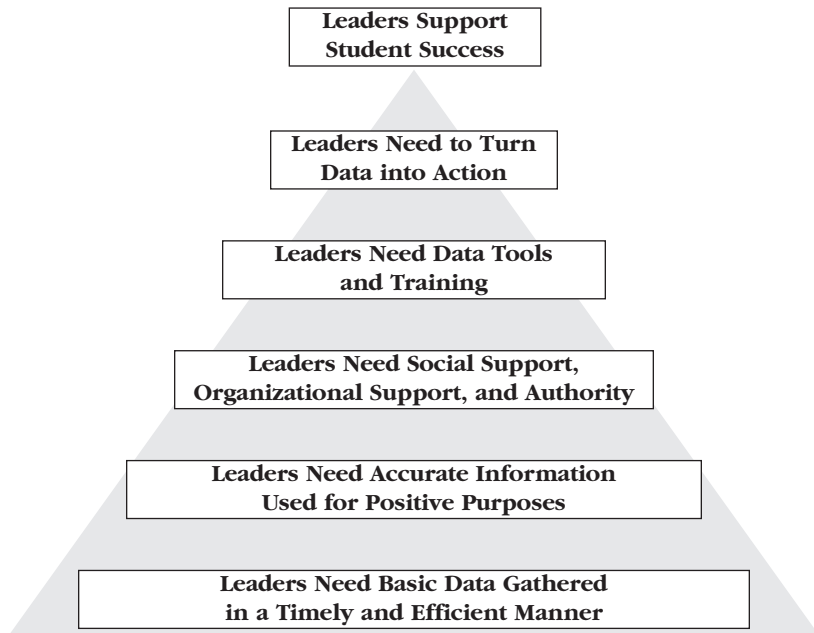 Leaders Support
Student Success
Leaders Need to Turn
Data into Action
Leaders Need Data Tools
and Training
Leaders Need Social Support,
Organizational Support, and Authority
Leaders Need Accurate Information
Used for Positive Purposes
Leaders Need Basic Data Gathered
in a Timely and Efficient Manner